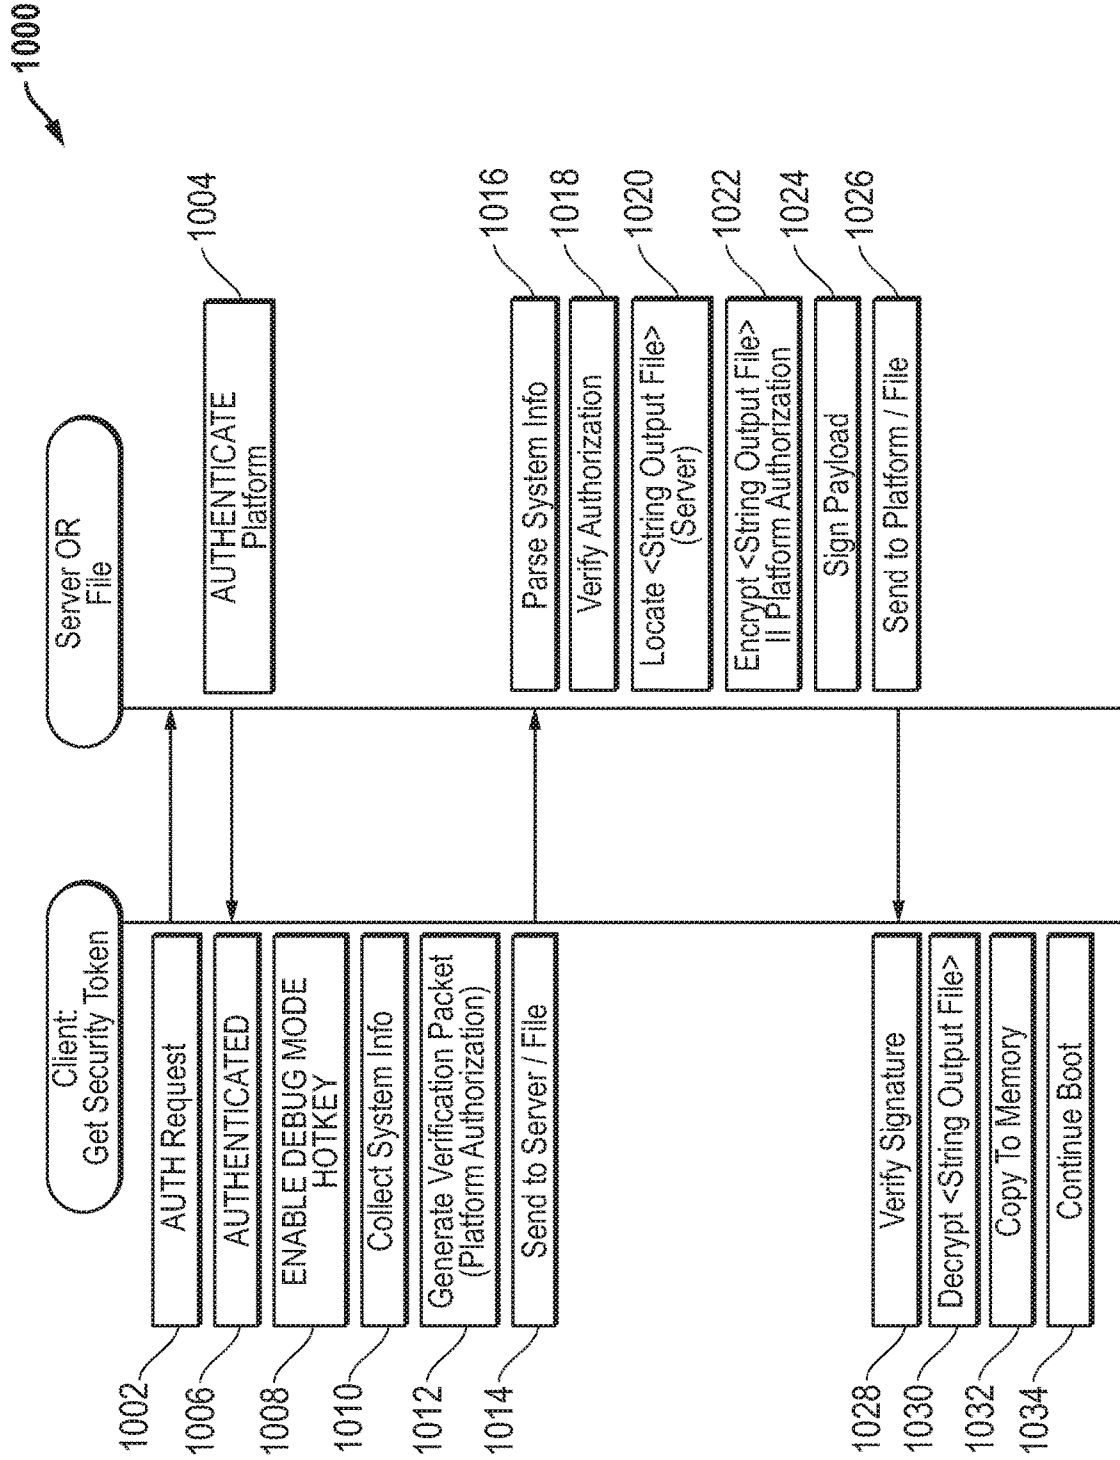 1000
Client:
Get Security Token
Server OR
File
1002
AUTH Request
1004
AUTHENTICATE
Platform
1006
AUTHENTICATED
1008
ENABLE DEBUG MODE
HOTKEY
1010
Collect System Info
1012
Generate Verification Packet
(Platform Authorization)
1014
Send to Server / File
1016
Parse System Info
1018
Verify Authorization
1020
Locate <String Output File>
(Server)
1022
Encrypt <String Output File>
II Platform Authorization
1024
Sign Payload
1026
Send to Platform / File
1028
Verify Signature
1030
Decrypt <String Output File>
1032
Copy To Memory
1034
Continue Boot